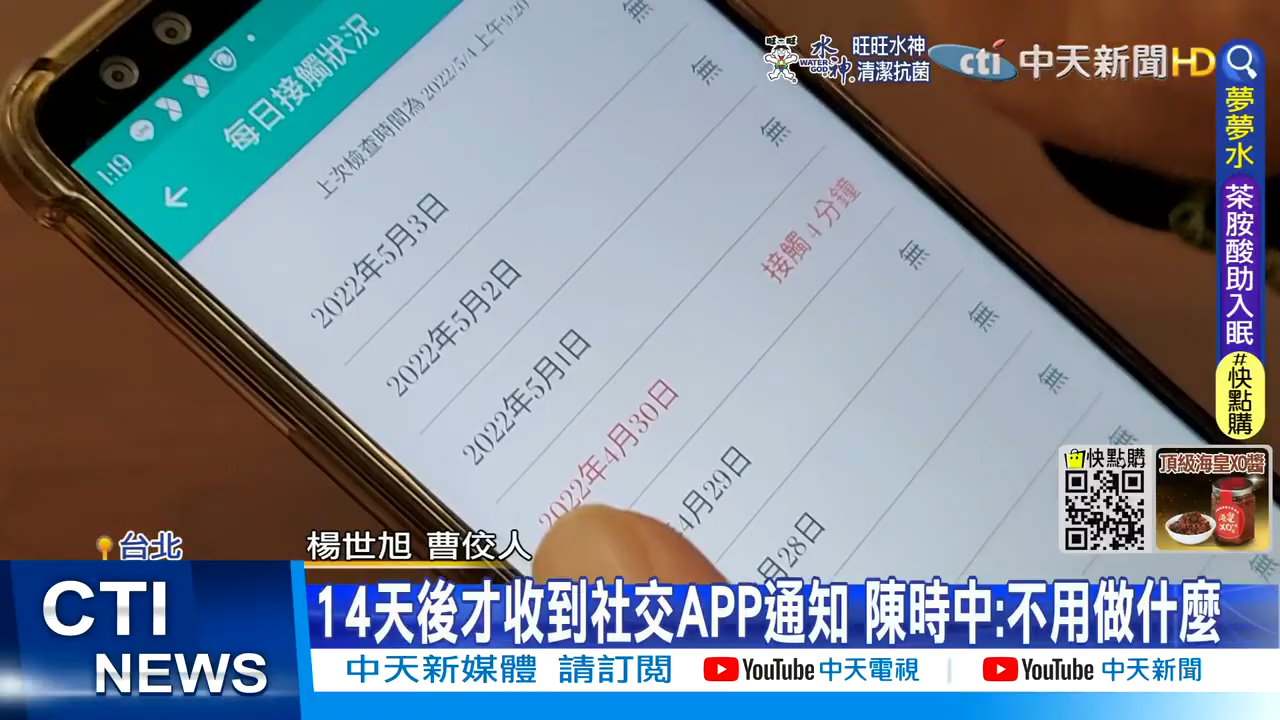 1:19
每日接觸狀況
上次檢查時間為 2022/5/4 上午9:20
無
2022年5月3日
無
2022年5月2日
無
2022年5月1日
接觸 4 分鐘
2022年4月30日
無
4月29日
無
月28日
無
無
旺旺水神
水神
WATER GOD
清潔抗菌
cti 中天新聞HD
夢夢水
茶胺酸助入眠
#快點購
快點購
頂級海皇XO醬
台北
楊世旭 曹佼人
CTI
NEWS
14天後才收到社交APP通知 陳時中:不用做什麼
中天新媒體 請訂閱
YouTube 中天電視
YouTube 中天新聞